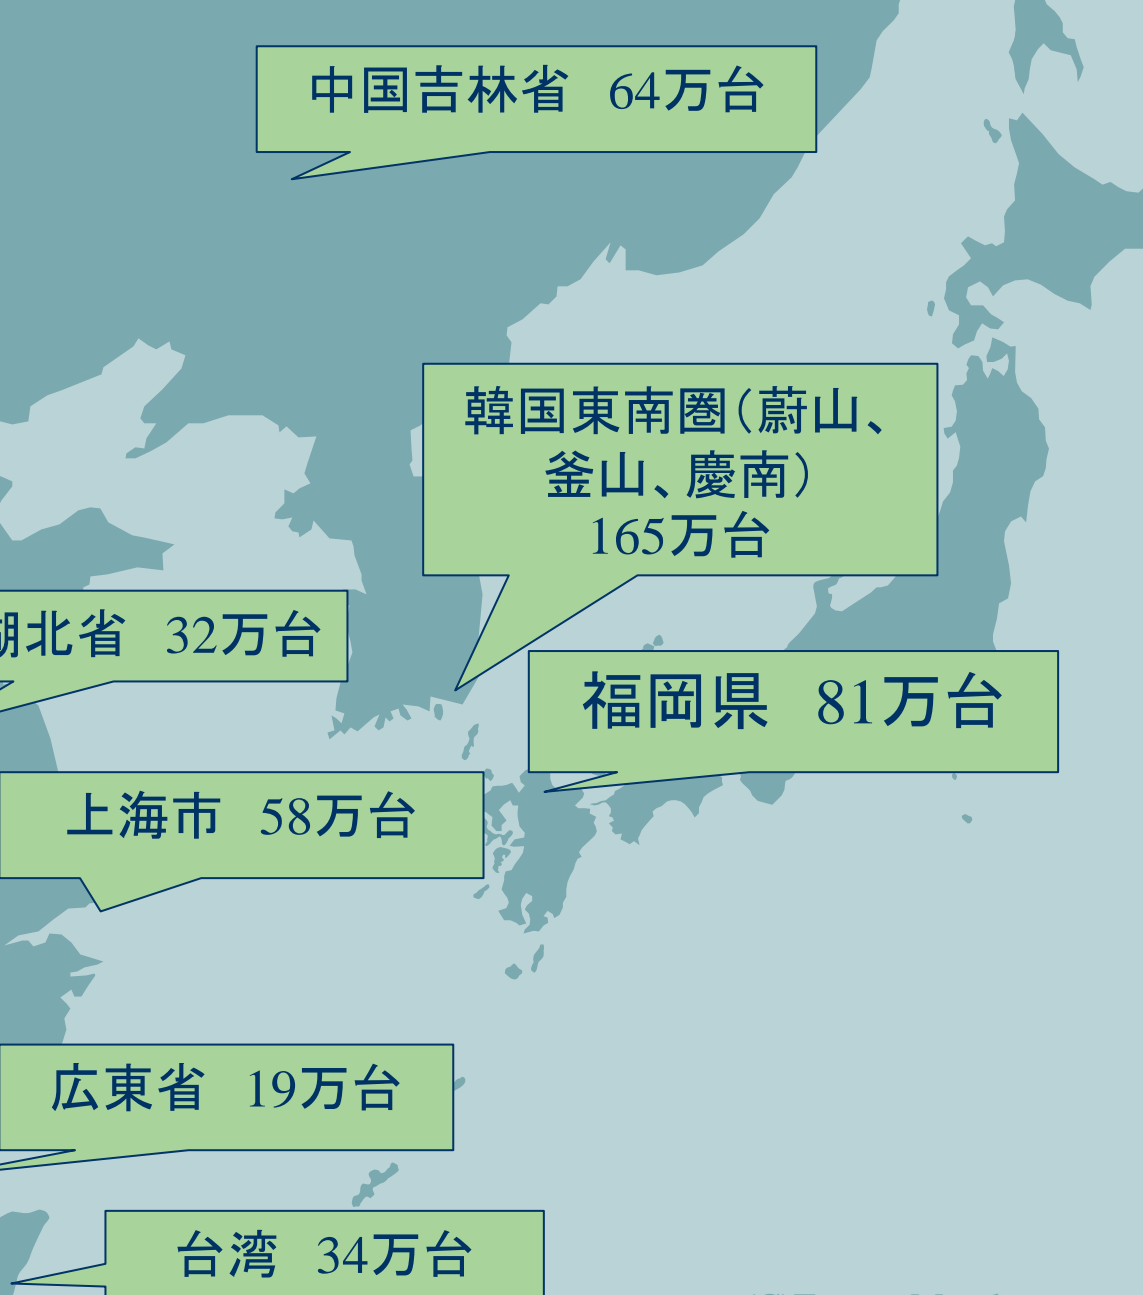 中国吉林省　64万台
韓国東南圏（蔚山、
釜山、慶南）
165万台
湖北省　32万台
福岡県　81万台
上海市　58万台
広東省　19万台
台湾　34万台